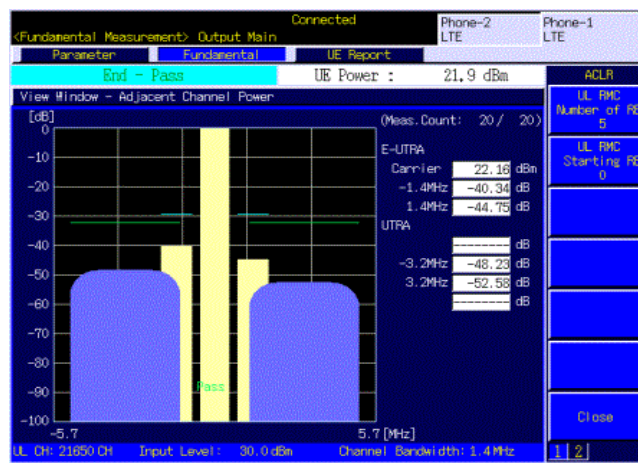 Connected
Phone-2
LTE
Phone-1
LTE
<Fundamental Measurement> Output Main
Parameter Fundamental UE Report
End - Pass
UE Power : 21.9 dBm
ACLR
View Window - Adjacent Channel Power
UL RMC
Number of RB
5
UL RMC
Starting RB
0
[dB]
(Meas.Count: 20/ 20)
0
-10
-20
-30
-40
-50
-60
-70
-80
-90
-100
E-UTRA
Carrier 22.16 dBm
-1.4MHz -40.34 dB
1.4MHz -44.75 dB
UTRA
------- dB
-3.2MHz -48.23 dB
3.2MHz -52.58 dB
------- dB
Pass
-5.7 5.7 [MHz]
Close
UL CH: 21650 CH Input Level: 30.0 dBm Channel Bandwidth: 1.4 MHz
1 2